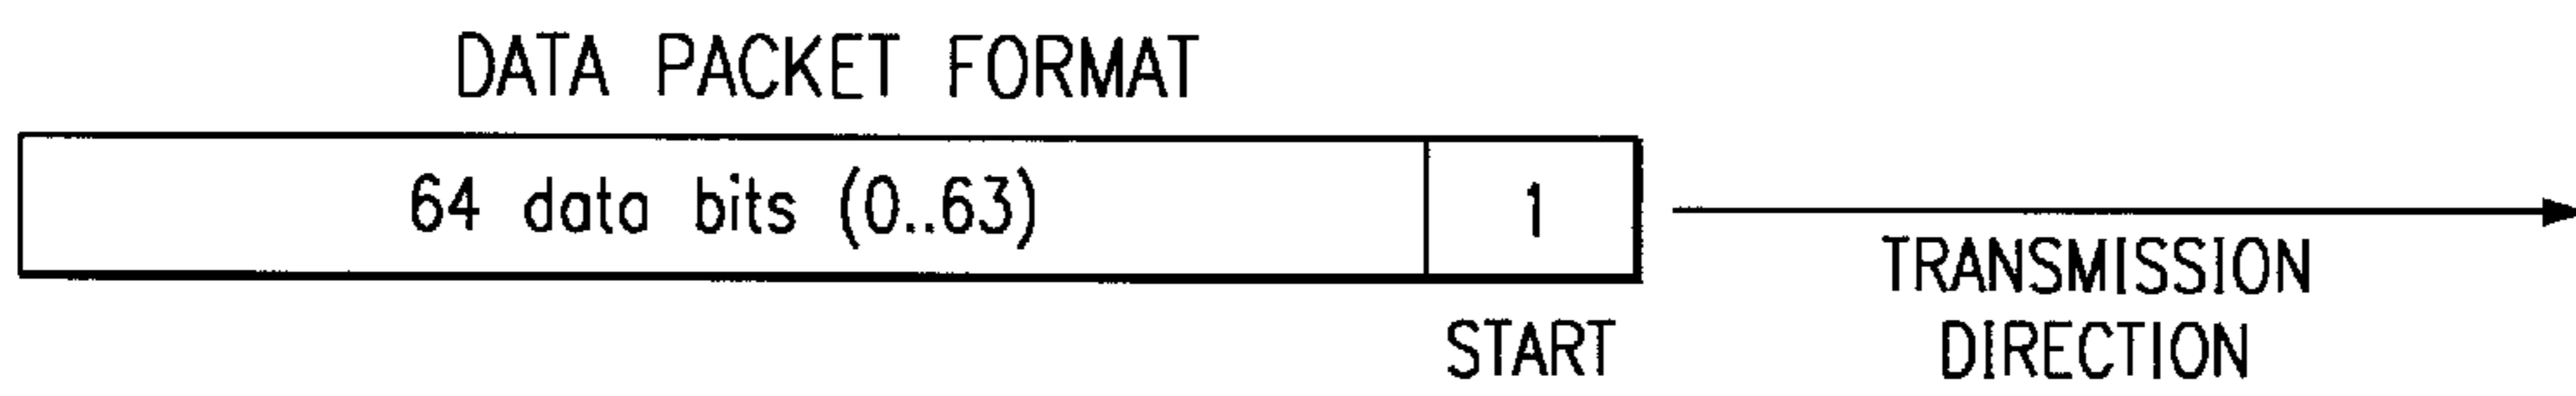 DATA PACKET FORMAT
64 data bits (0..63)
1
START
TRANSMISSION
DIRECTION